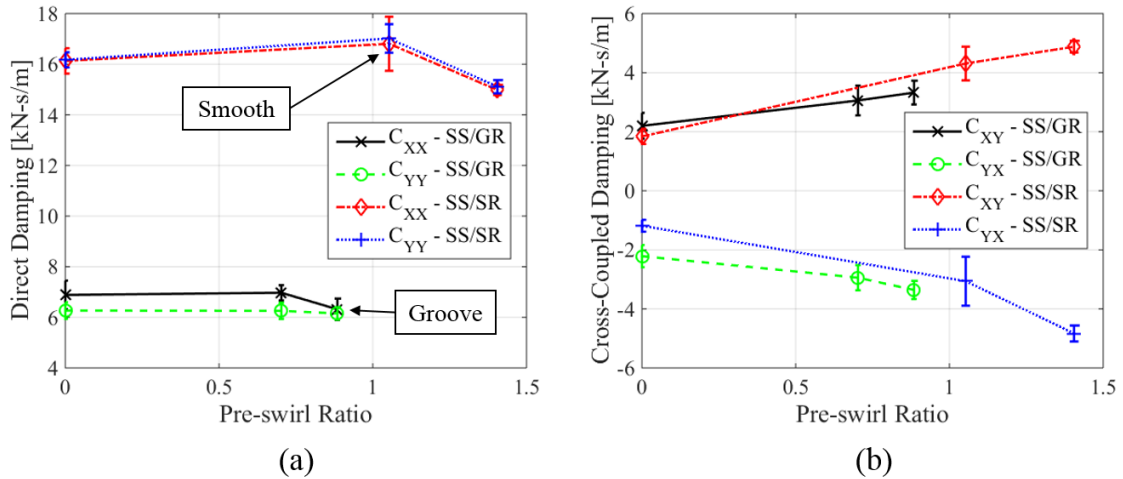 18
16
14
12
10
8
6
4
0
0.5
1
1.5
Direct Damping [kN-s/m]
Pre-swirl Ratio
Smooth
C_XX - SS/GR
C_YY - SS/GR
C_XX - SS/SR
C_YY - SS/SR
Groove
(a)
6
4
2
0
-2
-4
-6
0
0.5
1
1.5
Cross-Coupled Damping [kN-s/m]
Pre-swirl Ratio
C_XY - SS/GR
C_YX - SS/GR
C_XY - SS/SR
C_YX - SS/SR
(b)